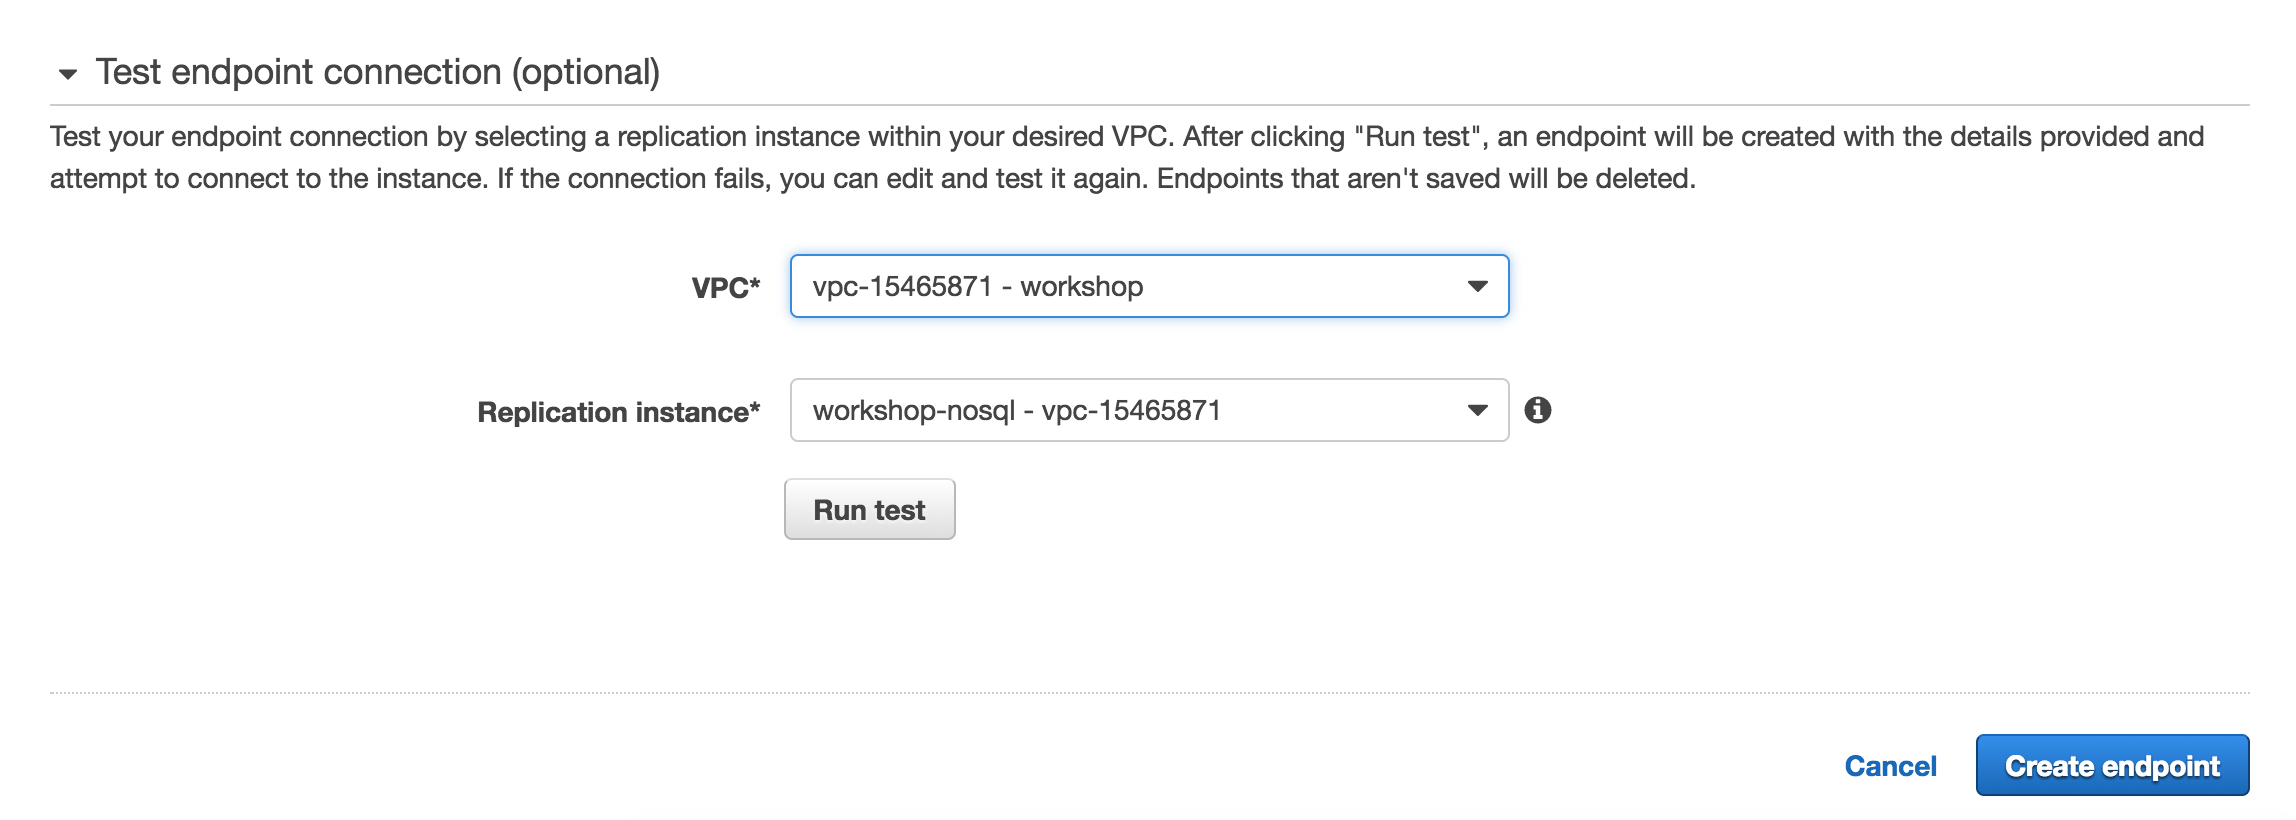 Test endpoint connection (optional)
Test your endpoint connection by selecting a replication instance within your desired VPC. After clicking "Run test", an endpoint will be created with the details provided and
attempt to connect to the instance. If the connection fails, you can edit and test it again. Endpoints that aren't saved will be deleted.
VPC* vpc-15465871 - workshop
Replication instance* workshop-nosql - vpc-15465871
Run test
Cancel Create endpoint